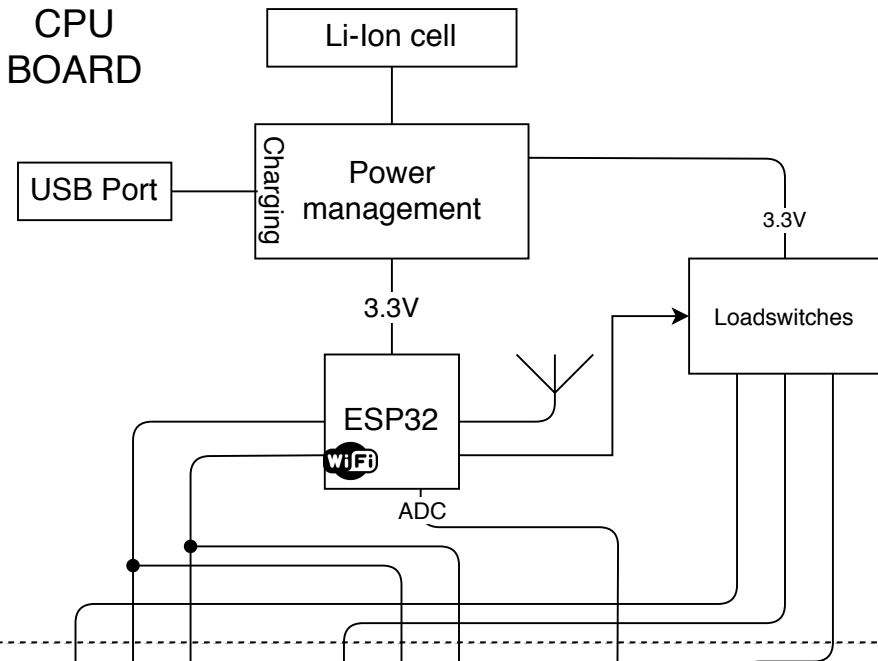 CPU
BOARD
Li-Ion cell
Charging
Power
management
USB Port
3.3V
3.3V
Loadswitches
ESP32
WiFi
ADC